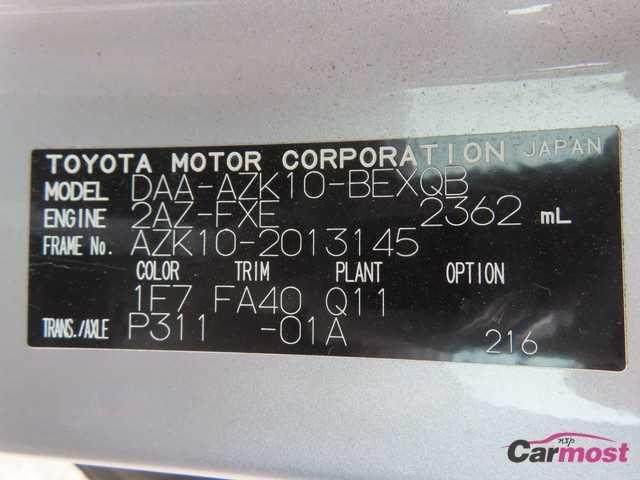 TOYOTA MOTOR CORPORATION JAPAN
MODEL DAA-AZK10-BEXQB
ENGINE 2AZ-FXE 2362 mL
FRAME No. AZK10-2013145
COLOR TRIM PLANT OPTION
1F7 FA40 Q11
TRANS./AXLE P311 -01A 216
nxp
Carmost